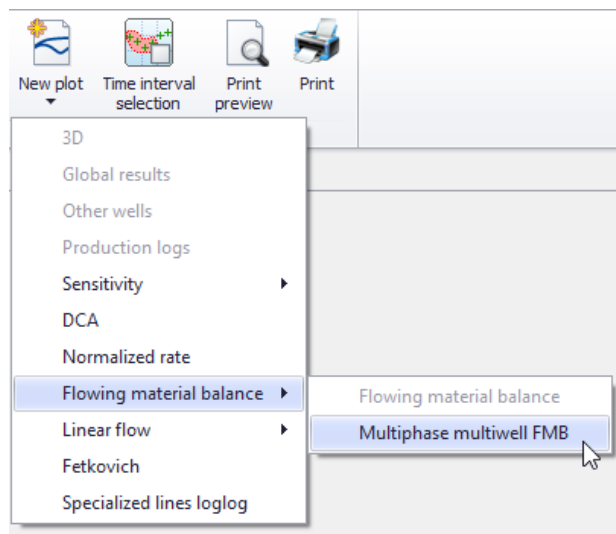 New plot
Time interval
selection
Print
preview
Print
3D
Global results
Other wells
Production logs
Sensitivity
DCA
Normalized rate
Flowing material balance
Flowing material balance
Multiphase multiwell FMB
Linear flow
Fetkovich
Specialized lines loglog